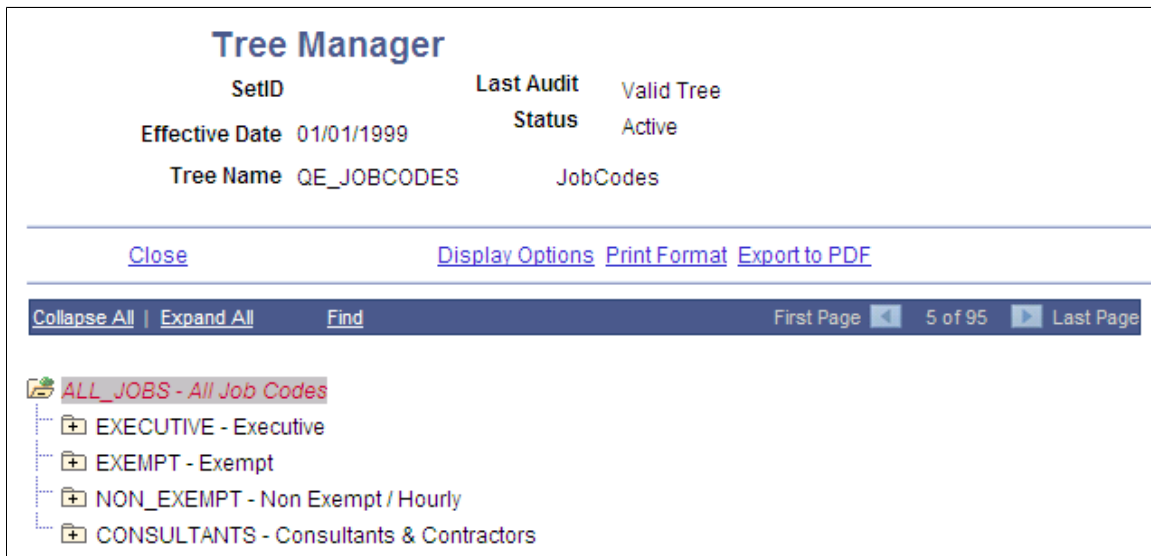 Tree Manager
SetID Last Audit Valid Tree
Effective Date 01/01/1999 Status Active
Tree Name QE_JOBCODES JobCodes
Close Display Options Print Format Export to PDF
Collapse All | Expand All Find First Page 5 of 95 Last Page
ALL_JOBS - All Job Codes
EXECUTIVE - Executive
EXEMPT - Exempt
NON_EXEMPT - Non Exempt / Hourly
CONSULTANTS - Consultants & Contractors